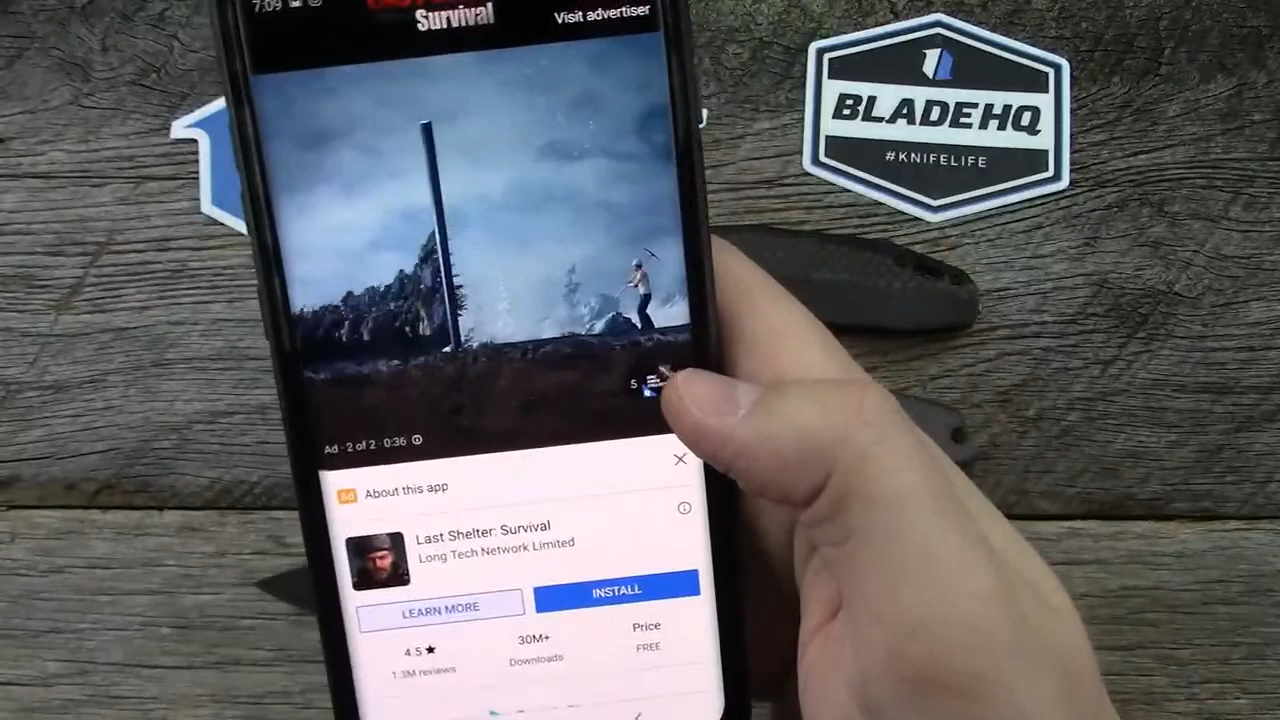 7:09
Survival
Visit advertiser
BLADEHQ
#KNIFELIFE
5
Ad · 2 of 2 · 0:36
Ad About this app
Last Shelter: Survival
Long Tech Network Limited
LEARN MORE
INSTALL
4.5 ★
1.3M reviews
30M+
Downloads
Price
FREE